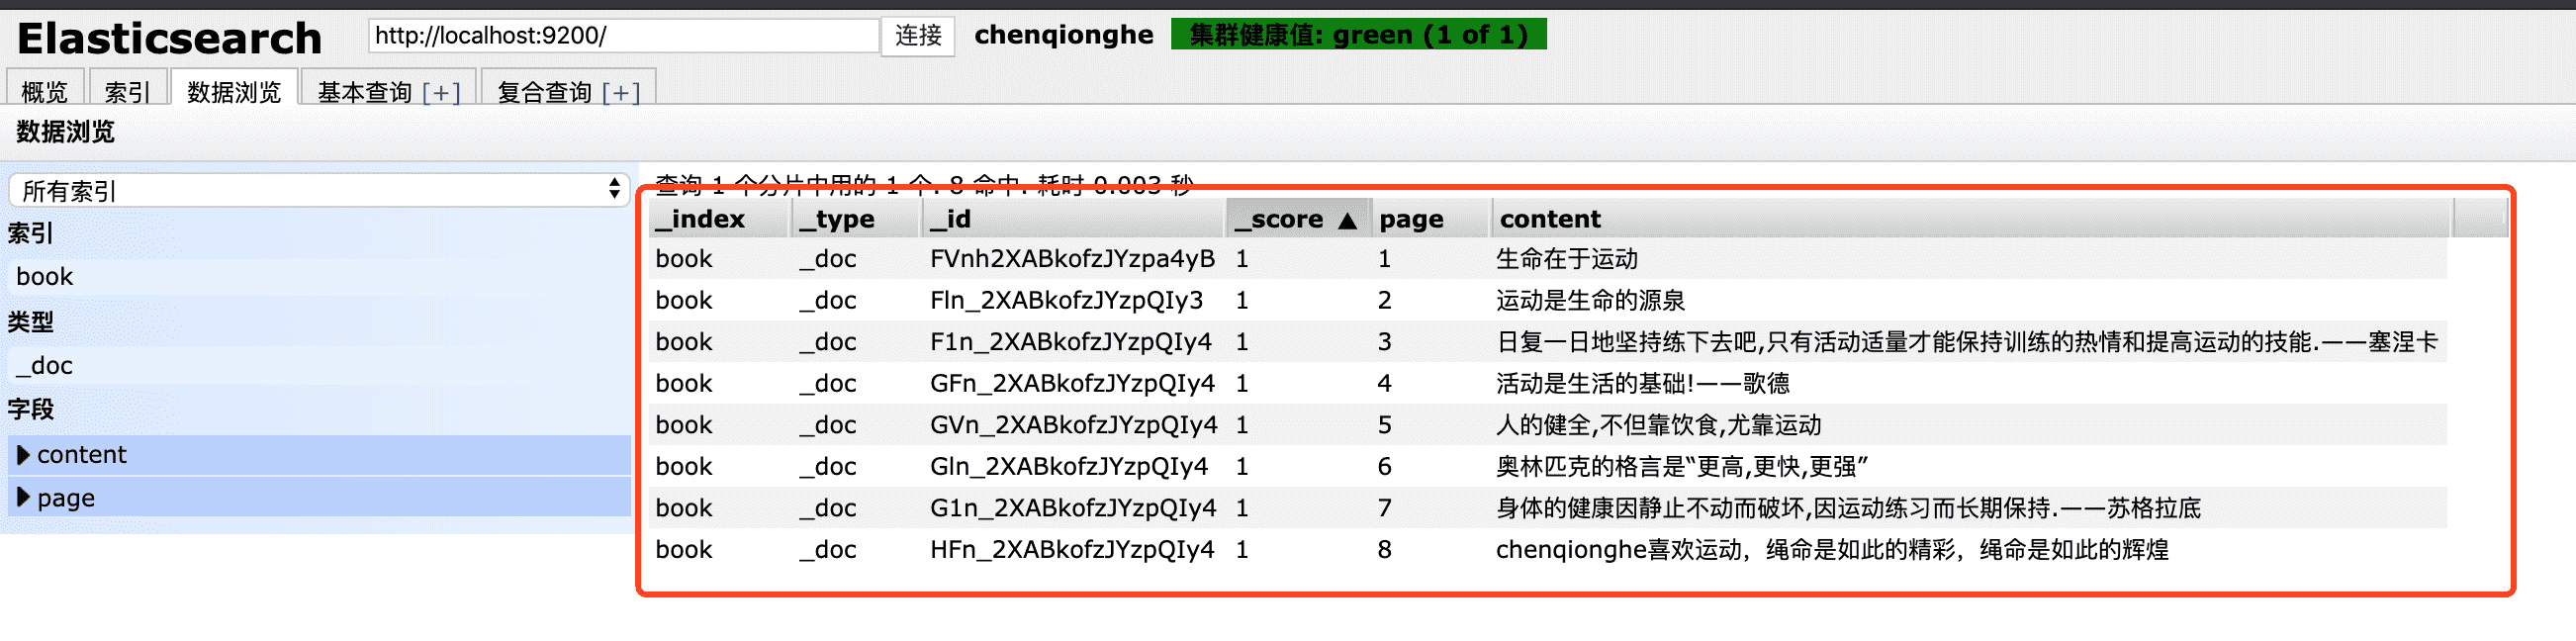 Elasticsearch http://localhost:9200/ 连接 chenqionghe 集群健康值: green (1 of 1)
概览 索引 数据浏览 基本查询 [+] 复合查询 [+]
数据浏览
所有索引
索引
book
类型
_doc
字段
content
page
查询 1 个分片中用的 1 个. 8 命中. 耗时 0.003 秒
_index _type _id _score ▲ page content
book _doc FVnh2XABkofzJYzpa4yB 1 1 生命在于运动
book _doc Fln_2XABkofzJYzpQIy3 1 2 运动是生命的源泉
book _doc F1n_2XABkofzJYzpQIy4 1 3 日复一日地坚持练下去吧,只有活动适量才能保持训练的热情和提高运动的技能.——塞涅卡
book _doc GFn_2XABkofzJYzpQIy4 1 4 活动是生活的基础!——歌德
book _doc GVn_2XABkofzJYzpQIy4 1 5 人的健全,不但靠饮食,尤靠运动
book _doc Gln_2XABkofzJYzpQIy4 1 6 奥林匹克的格言是“更高,更快,更强”
book _doc G1n_2XABkofzJYzpQIy4 1 7 身体的健康因静止不动而破坏,因运动练习而长期保持.——苏格拉底
book _doc HFn_2XABkofzJYzpQIy4 1 8 chenqionghe喜欢运动，绳命是如此的精彩，绳命是如此的辉煌